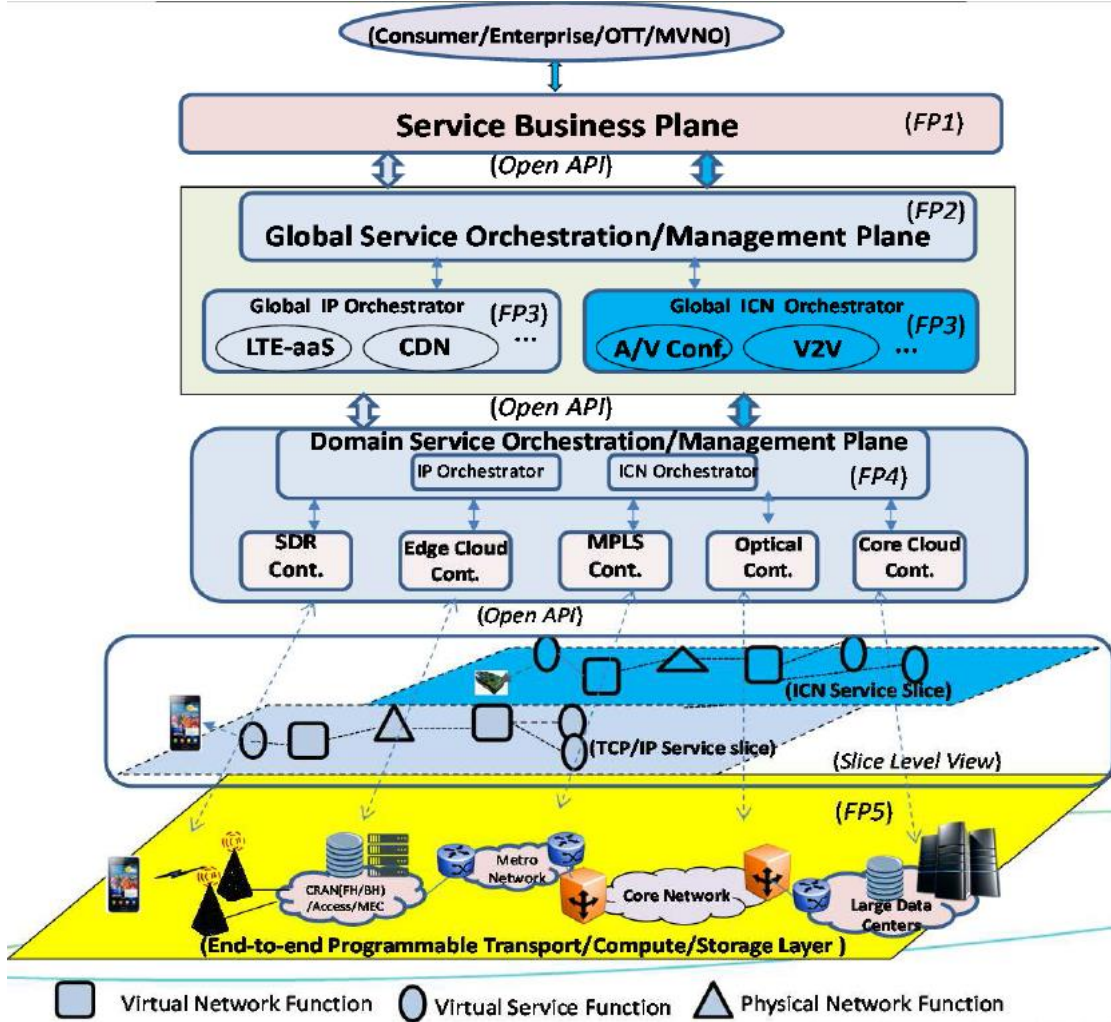 (Consumer/Enterprise/OTT/MVNO)
Service Business Plane
(FP1)
(Open API)
(FP2)
Global Service Orchestration/Management Plane
Global IP Orchestrator
(FP3)
LTE-aaS
CDN
...
Global ICN Orchestrator
(FP3)
A/V Conf.
V2V
...
(Open API)
Domain Service Orchestration/Management Plane
IP Orchestrator
ICN Orchestrator
(FP4)
SDR
Cont.
Edge Cloud
Cont.
MPLS
Cont.
Optical
Cont.
Core Cloud
Cont.
(Open API)
(ICN Service Slice)
(TCP/IP Service slice)
(Slice Level View)
(FP5)
CRAN(FH/BH)
/Access/MEC
Metro
Network
Core Network
Large Data
Centers
(End-to-end Programmable Transport/Compute/Storage Layer )
Virtual Network Function
Virtual Service Function
Physical Network Function